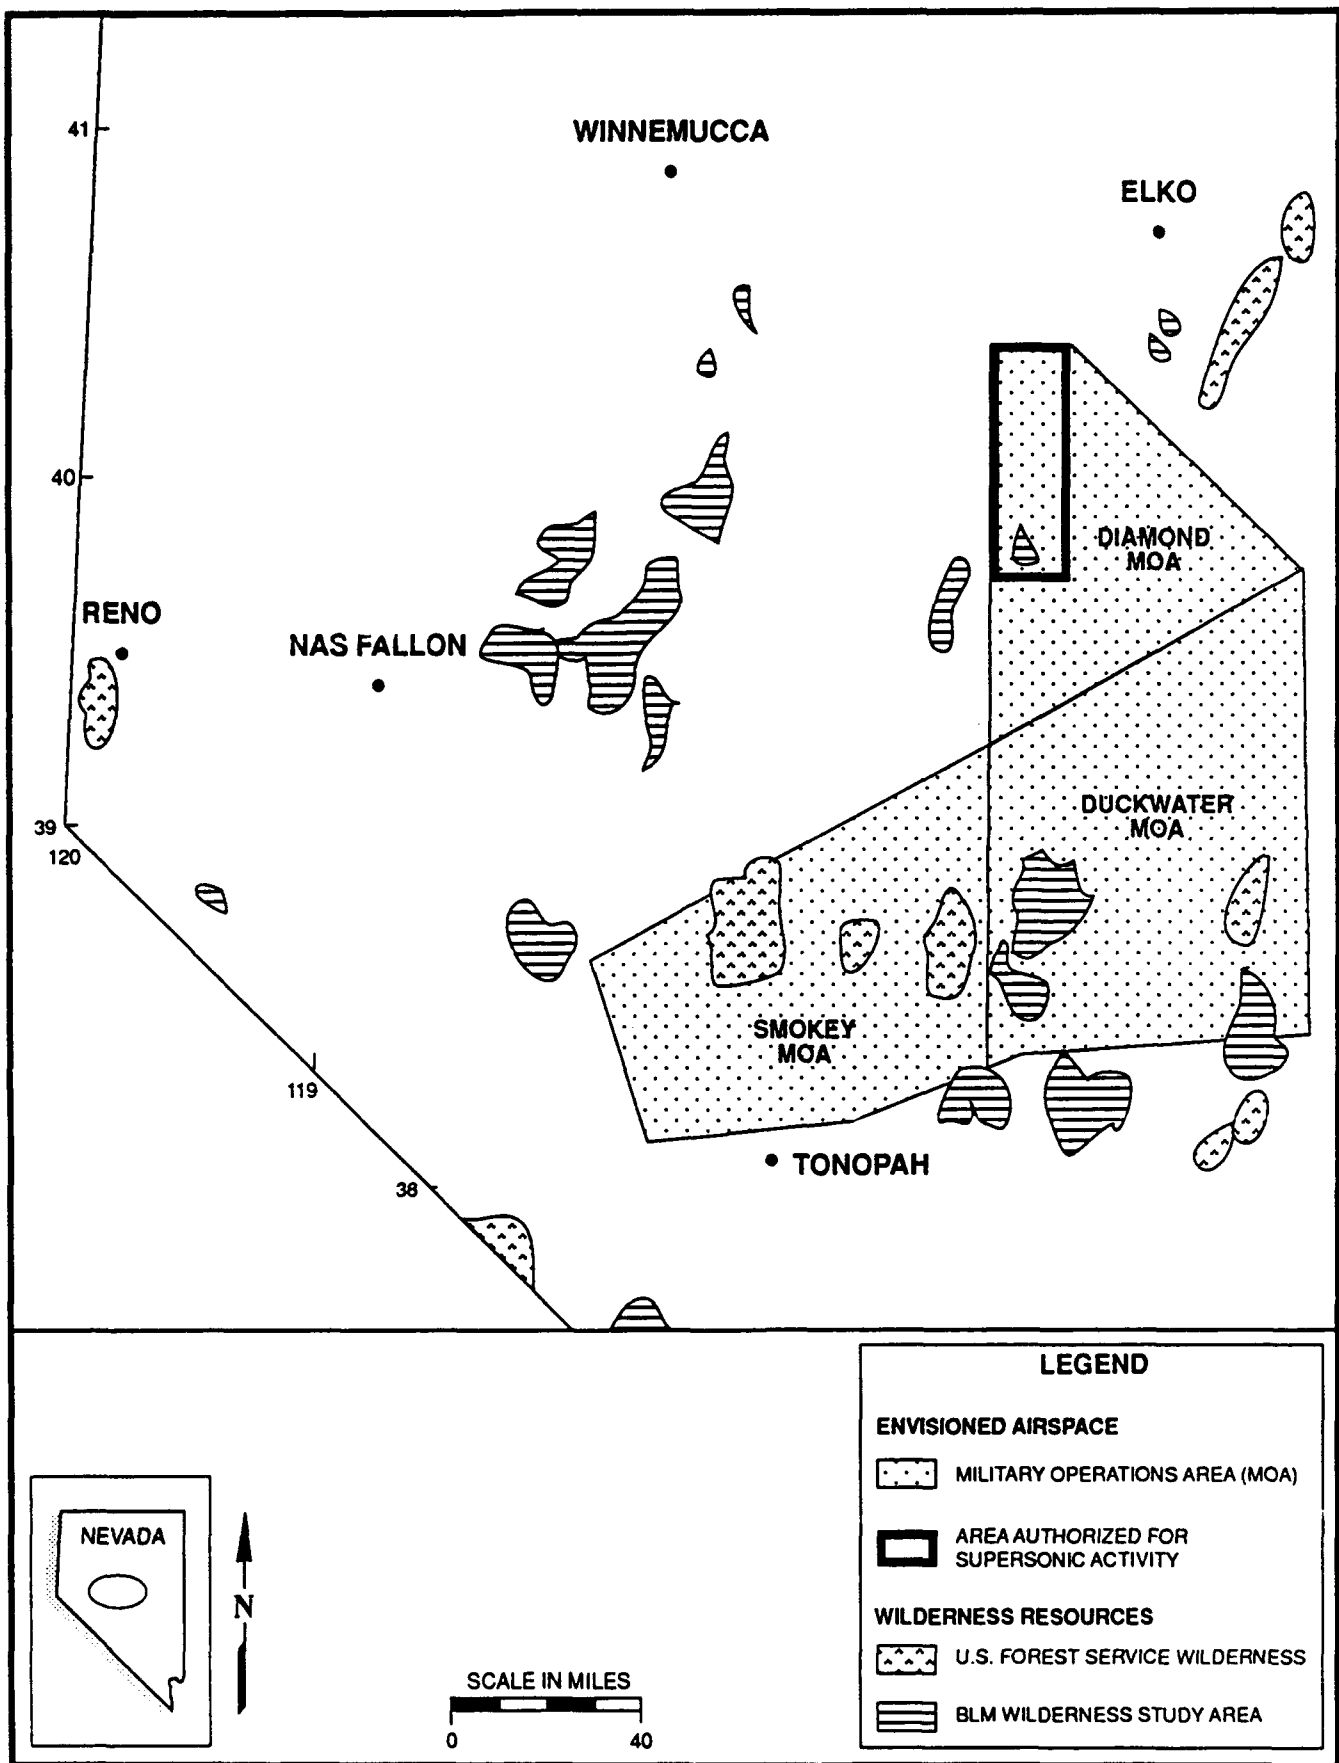 41
WINNEMUCCA
ELKO
40
DIAMOND
MOA
RENO
NAS FALLON
DUCKWATER
MOA
39
120
SMOKEY
MOA
119
TONOPAH
38
LEGEND
ENVISIONED AIRSPACE
MILITARY OPERATIONS AREA (MOA)
AREA AUTHORIZED FOR
SUPERSONIC ACTIVITY
WILDERNESS RESOURCES
U.S. FOREST SERVICE WILDERNESS
BLM WILDERNESS STUDY AREA
NEVADA
N
SCALE IN MILES
0 40